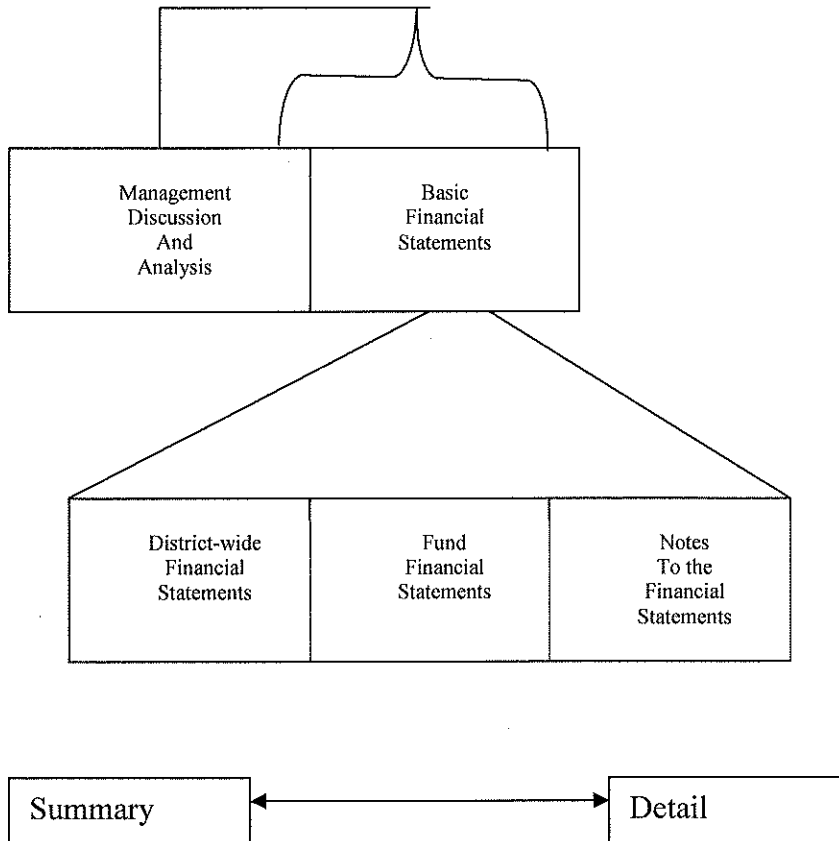 Management
Discussion
And
Analysis
Basic
Financial
Statements
District-wide
Financial
Statements
Fund
Financial
Statements
Notes
To the
Financial
Statements
Summary
Detail